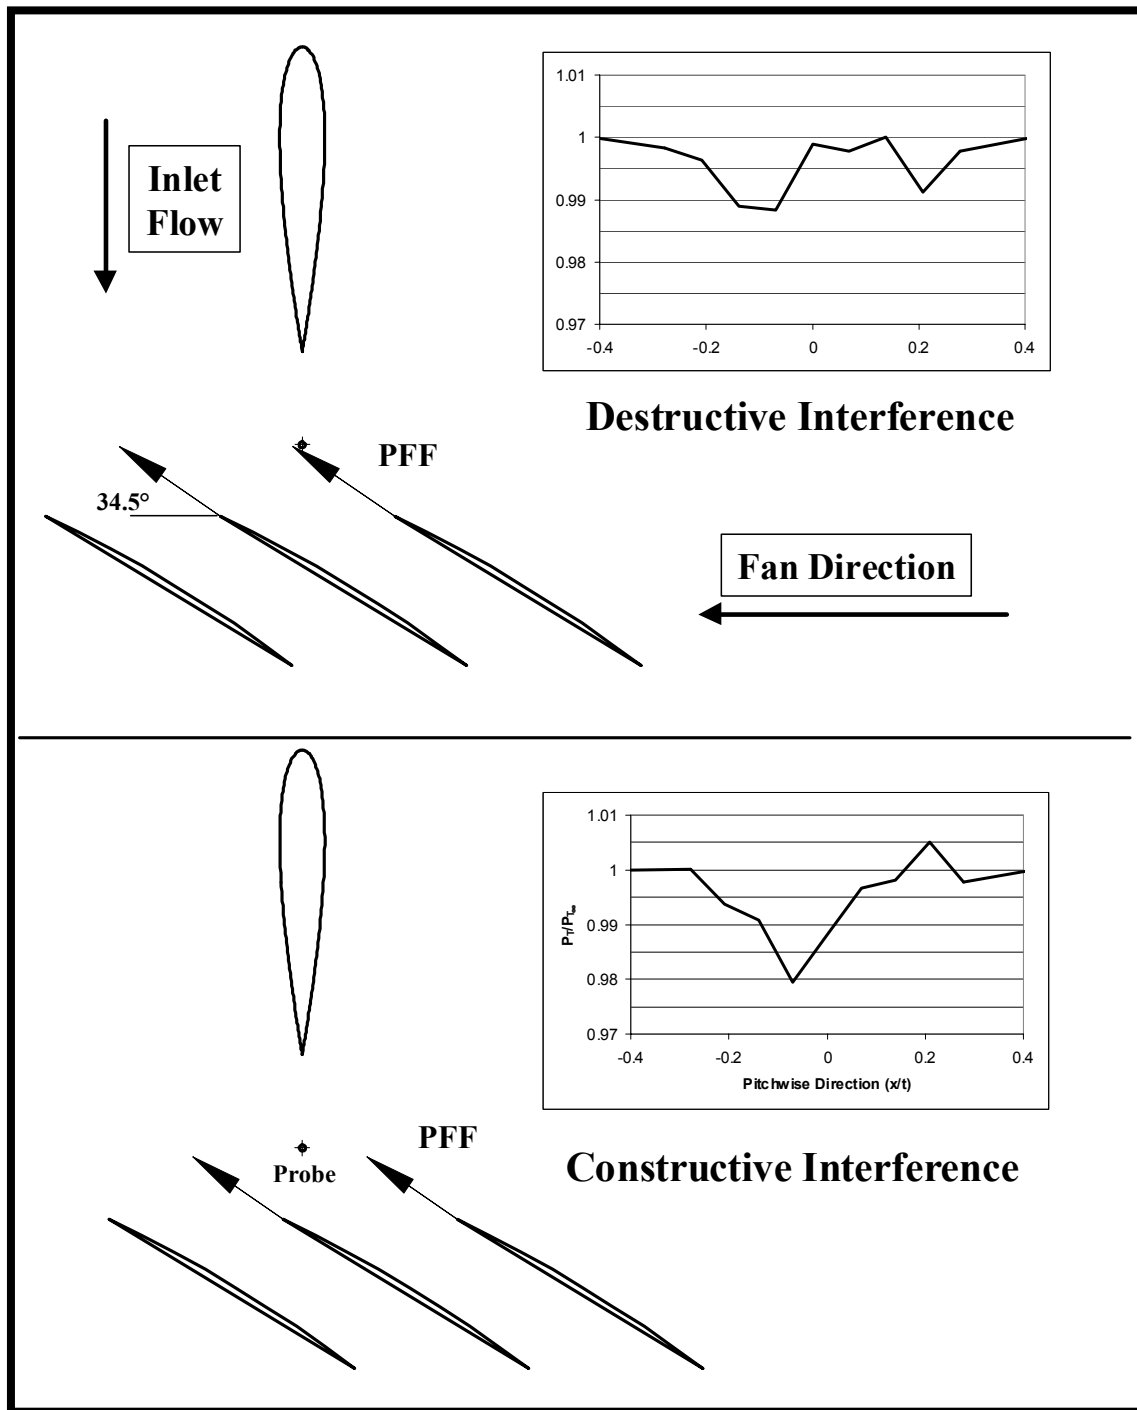 Inlet
Flow
1.01
1
0.99
0.98
0.97
-0.4
-0.2
0
0.2
0.4
Destructive Interference
PFF
34.5°
Fan Direction
1.01
1
0.99
0.98
0.97
P_T/P_T∞
-0.4
-0.2
0
0.2
0.4
Pitchwise Direction (x/t)
PFF
Probe
Constructive Interference